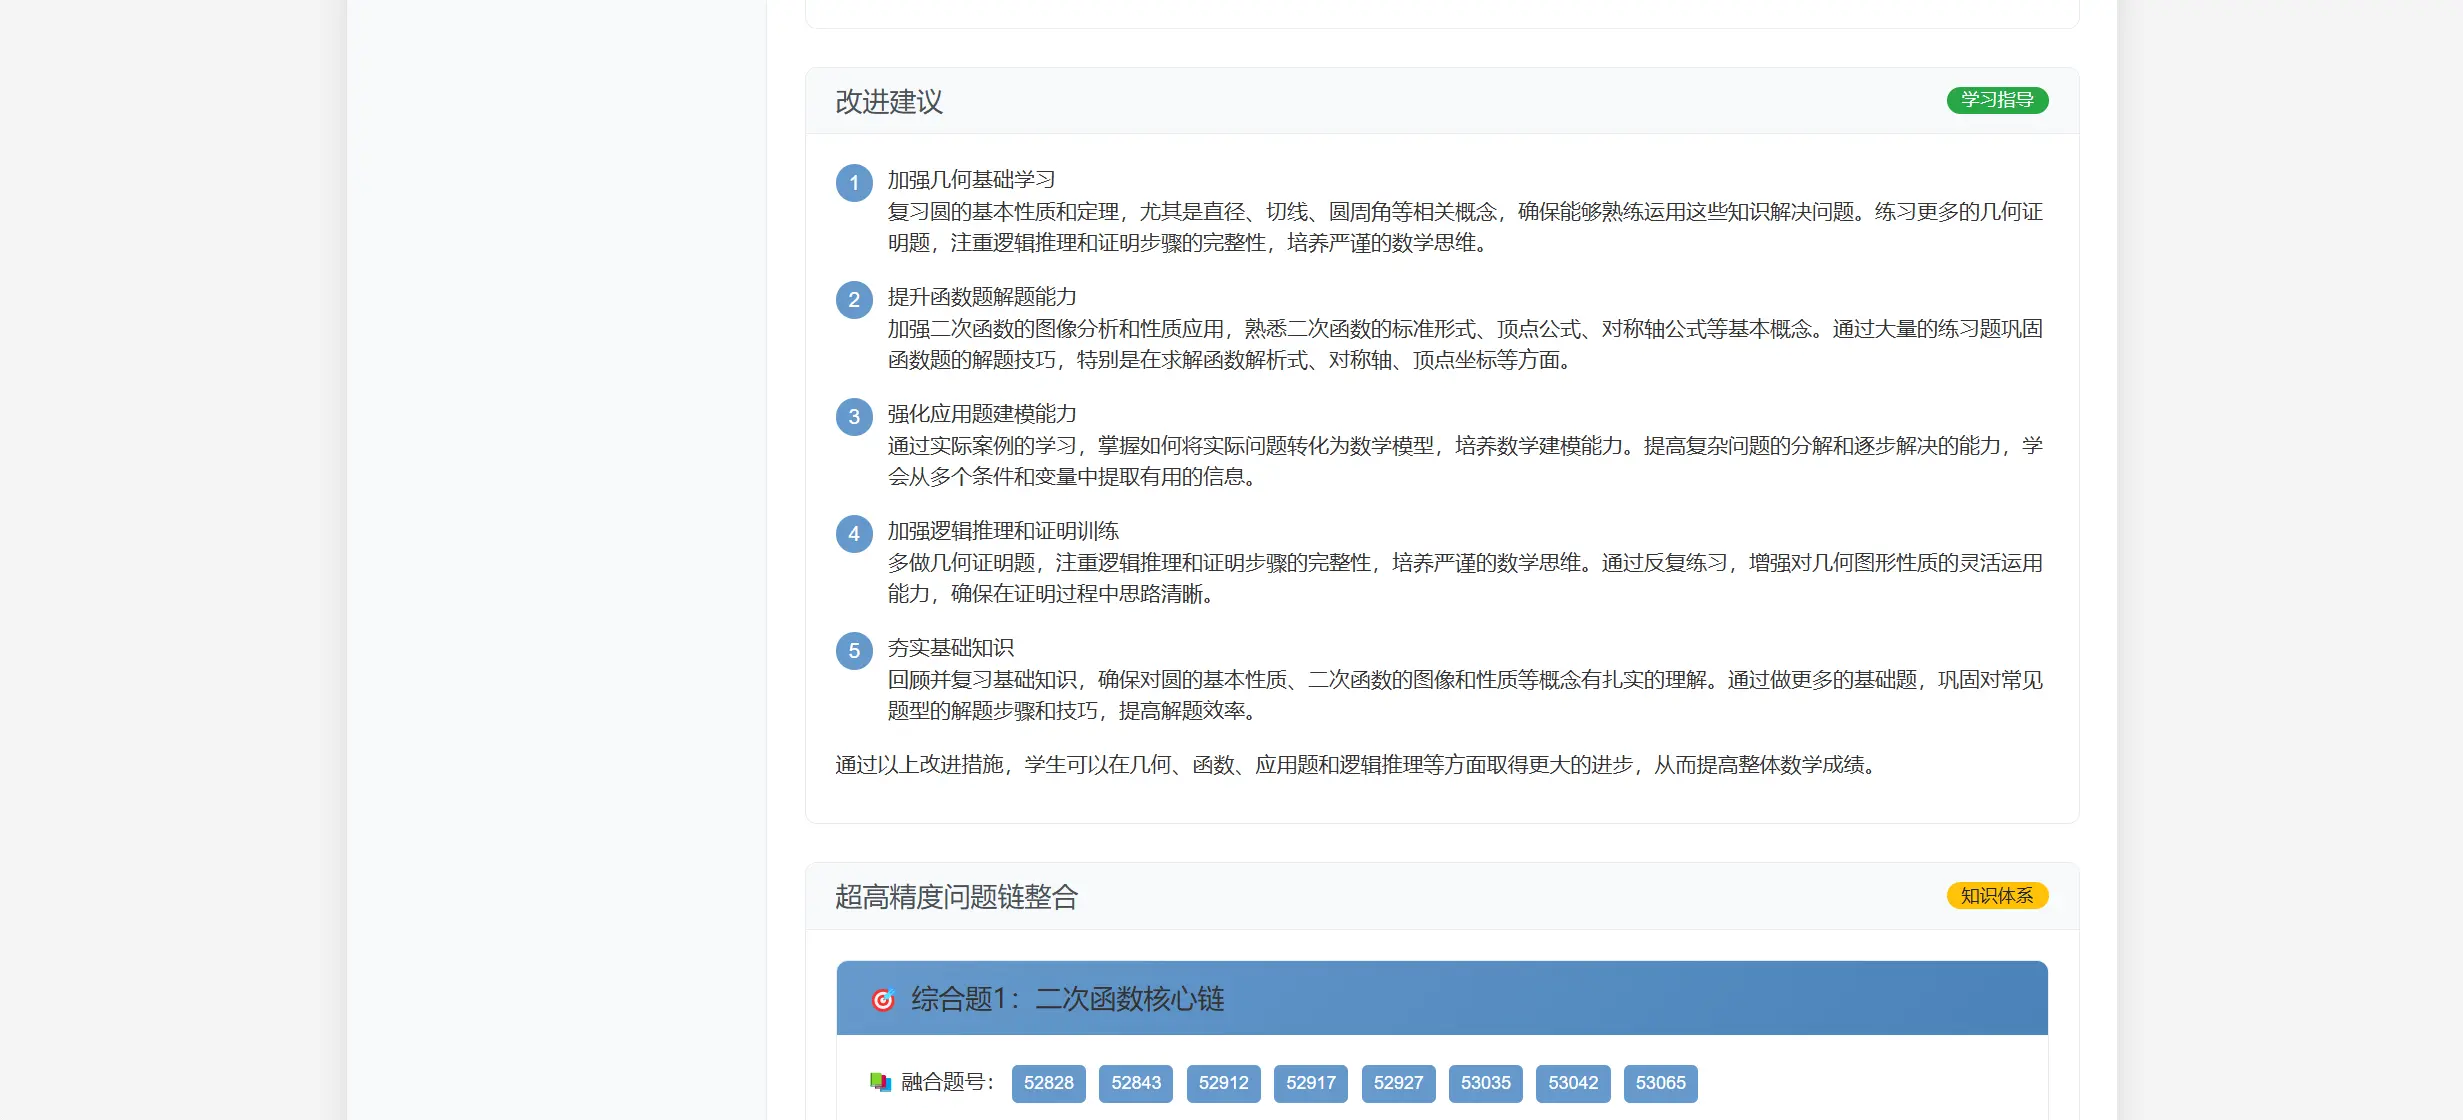 改进建议
学习指导
1
加强几何基础学习
复习圆的基本性质和定理，尤其是直径、切线、圆周角等相关概念，确保能够熟练运用这些知识解决问题。练习更多的几何证
明题，注重逻辑推理和证明步骤的完整性，培养严谨的数学思维。
2
提升函数题解题能力
加强二次函数的图像分析和性质应用，熟悉二次函数的标准形式、顶点公式、对称轴公式等基本概念。通过大量的练习题巩固
函数题的解题技巧，特别是在求解函数解析式、对称轴、顶点坐标等方面。
3
强化应用题建模能力
通过实际案例的学习，掌握如何将实际问题转化为数学模型，培养数学建模能力。提高复杂问题的分解和逐步解决的能力，学
会从多个条件和变量中提取有用的信息。
4
加强逻辑推理和证明训练
多做几何证明题，注重逻辑推理和证明步骤的完整性，培养严谨的数学思维。通过反复练习，增强对几何图形性质的灵活运用
能力，确保在证明过程中思路清晰。
5
夯实基础知识
回顾并复习基础知识，确保对圆的基本性质、二次函数的图像和性质等概念有扎实的理解。通过做更多的基础题，巩固对常见
题型的解题步骤和技巧，提高解题效率。
通过以上改进措施，学生可以在几何、函数、应用题和逻辑推理等方面取得更大的进步，从而提高整体数学成绩。
超高精度问题链整合
知识体系
🎯 综合题1：二次函数核心链
融合题号： 52828 52843 52912 52917 52927 53035 53042 53065